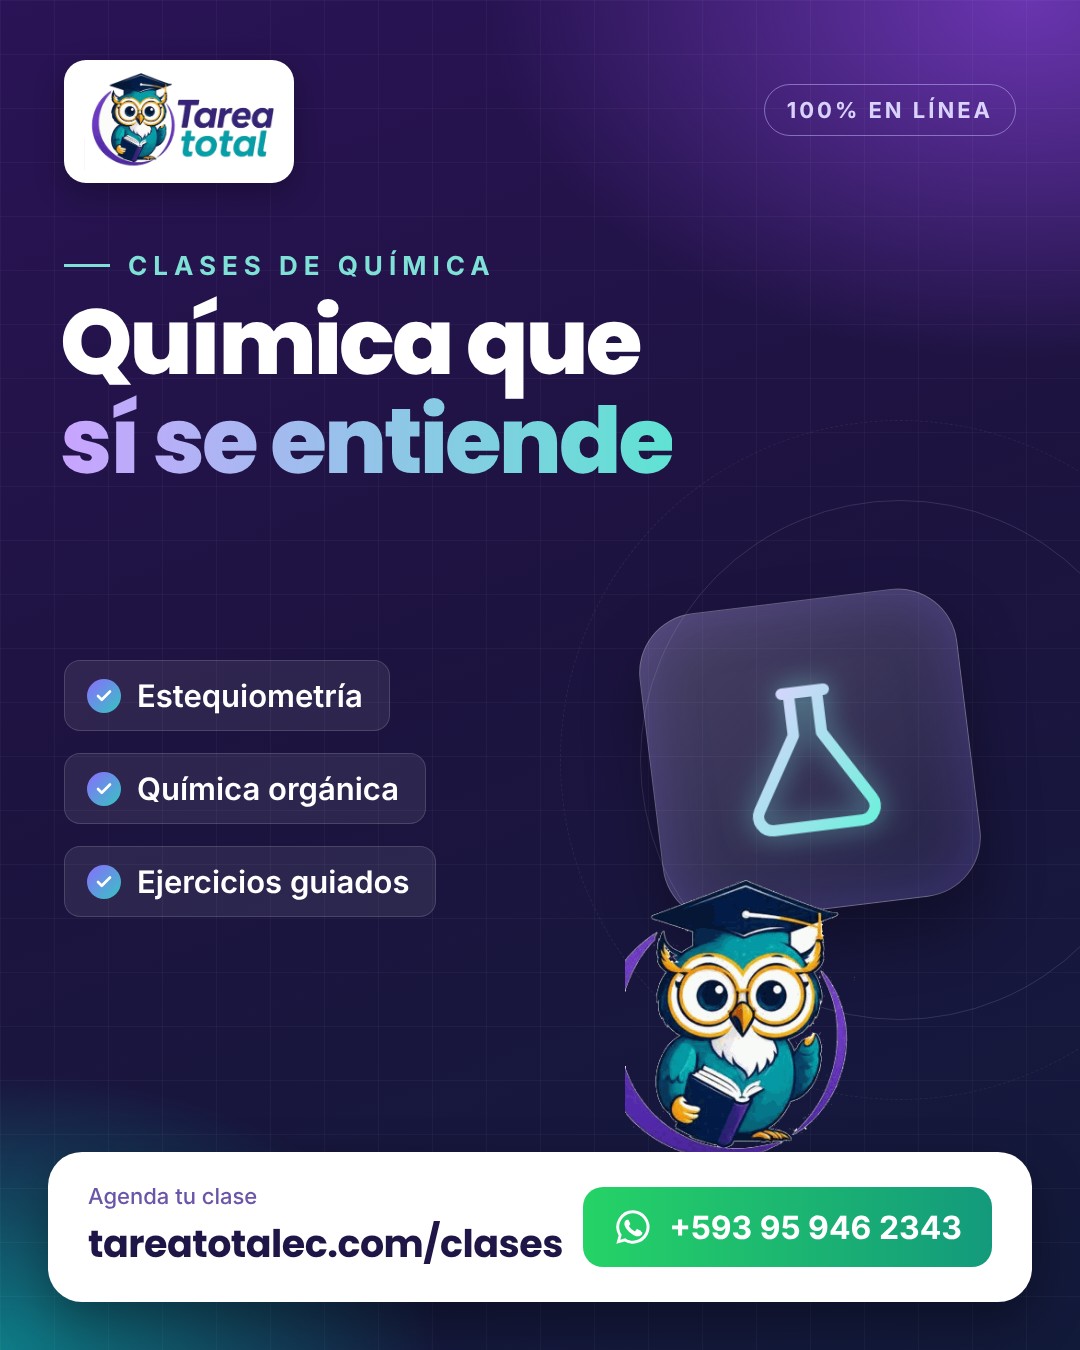 Tarea
total
100% EN LÍNEA
CLASES DE QUÍMICA
Química que
sí se entiende
Estequiometría
Química orgánica
Ejercicios guiados
Agenda tu clase
tareatotalec.com/clases
+593 95 946 2343